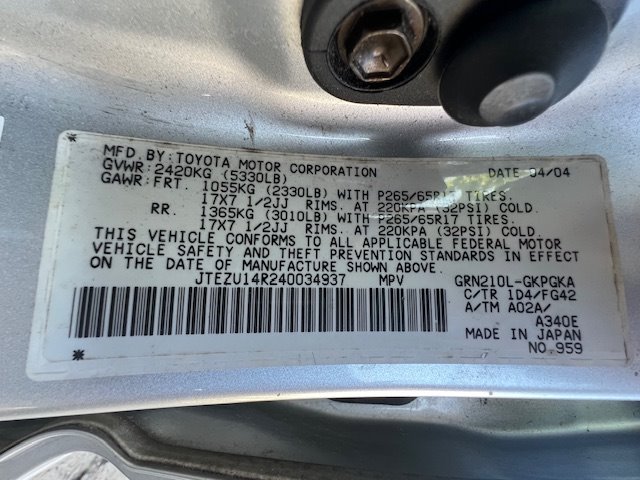 MFD. BY: TOYOTA MOTOR CORPORATION DATE 04/04
GVWR: 2420KG (5330LB)
GAWR: FRT. 1055KG (2330LB) WITH P265/65R17 TIRES.
17X7 1/2JJ RIMS. AT 220KPA (32PSI) COLD.
RR. 1365KG (3010LB) WITH P265/65R17 TIRES.
17X7 1/2JJ RIMS. AT 220KPA (32PSI) COLD.
THIS VEHICLE CONFORMS TO ALL APPLICABLE FEDERAL MOTOR
VEHICLE SAFETY AND THEFT PREVENTION STANDARDS IN EFFECT
ON THE DATE OF MANUFACTURE SHOWN ABOVE.
JTEZU14R240034937 MPV GRN210L-GKPGKA
C/TR 1D4/FG42
A/TM A02A/
A340E
MADE IN JAPAN
NO.959